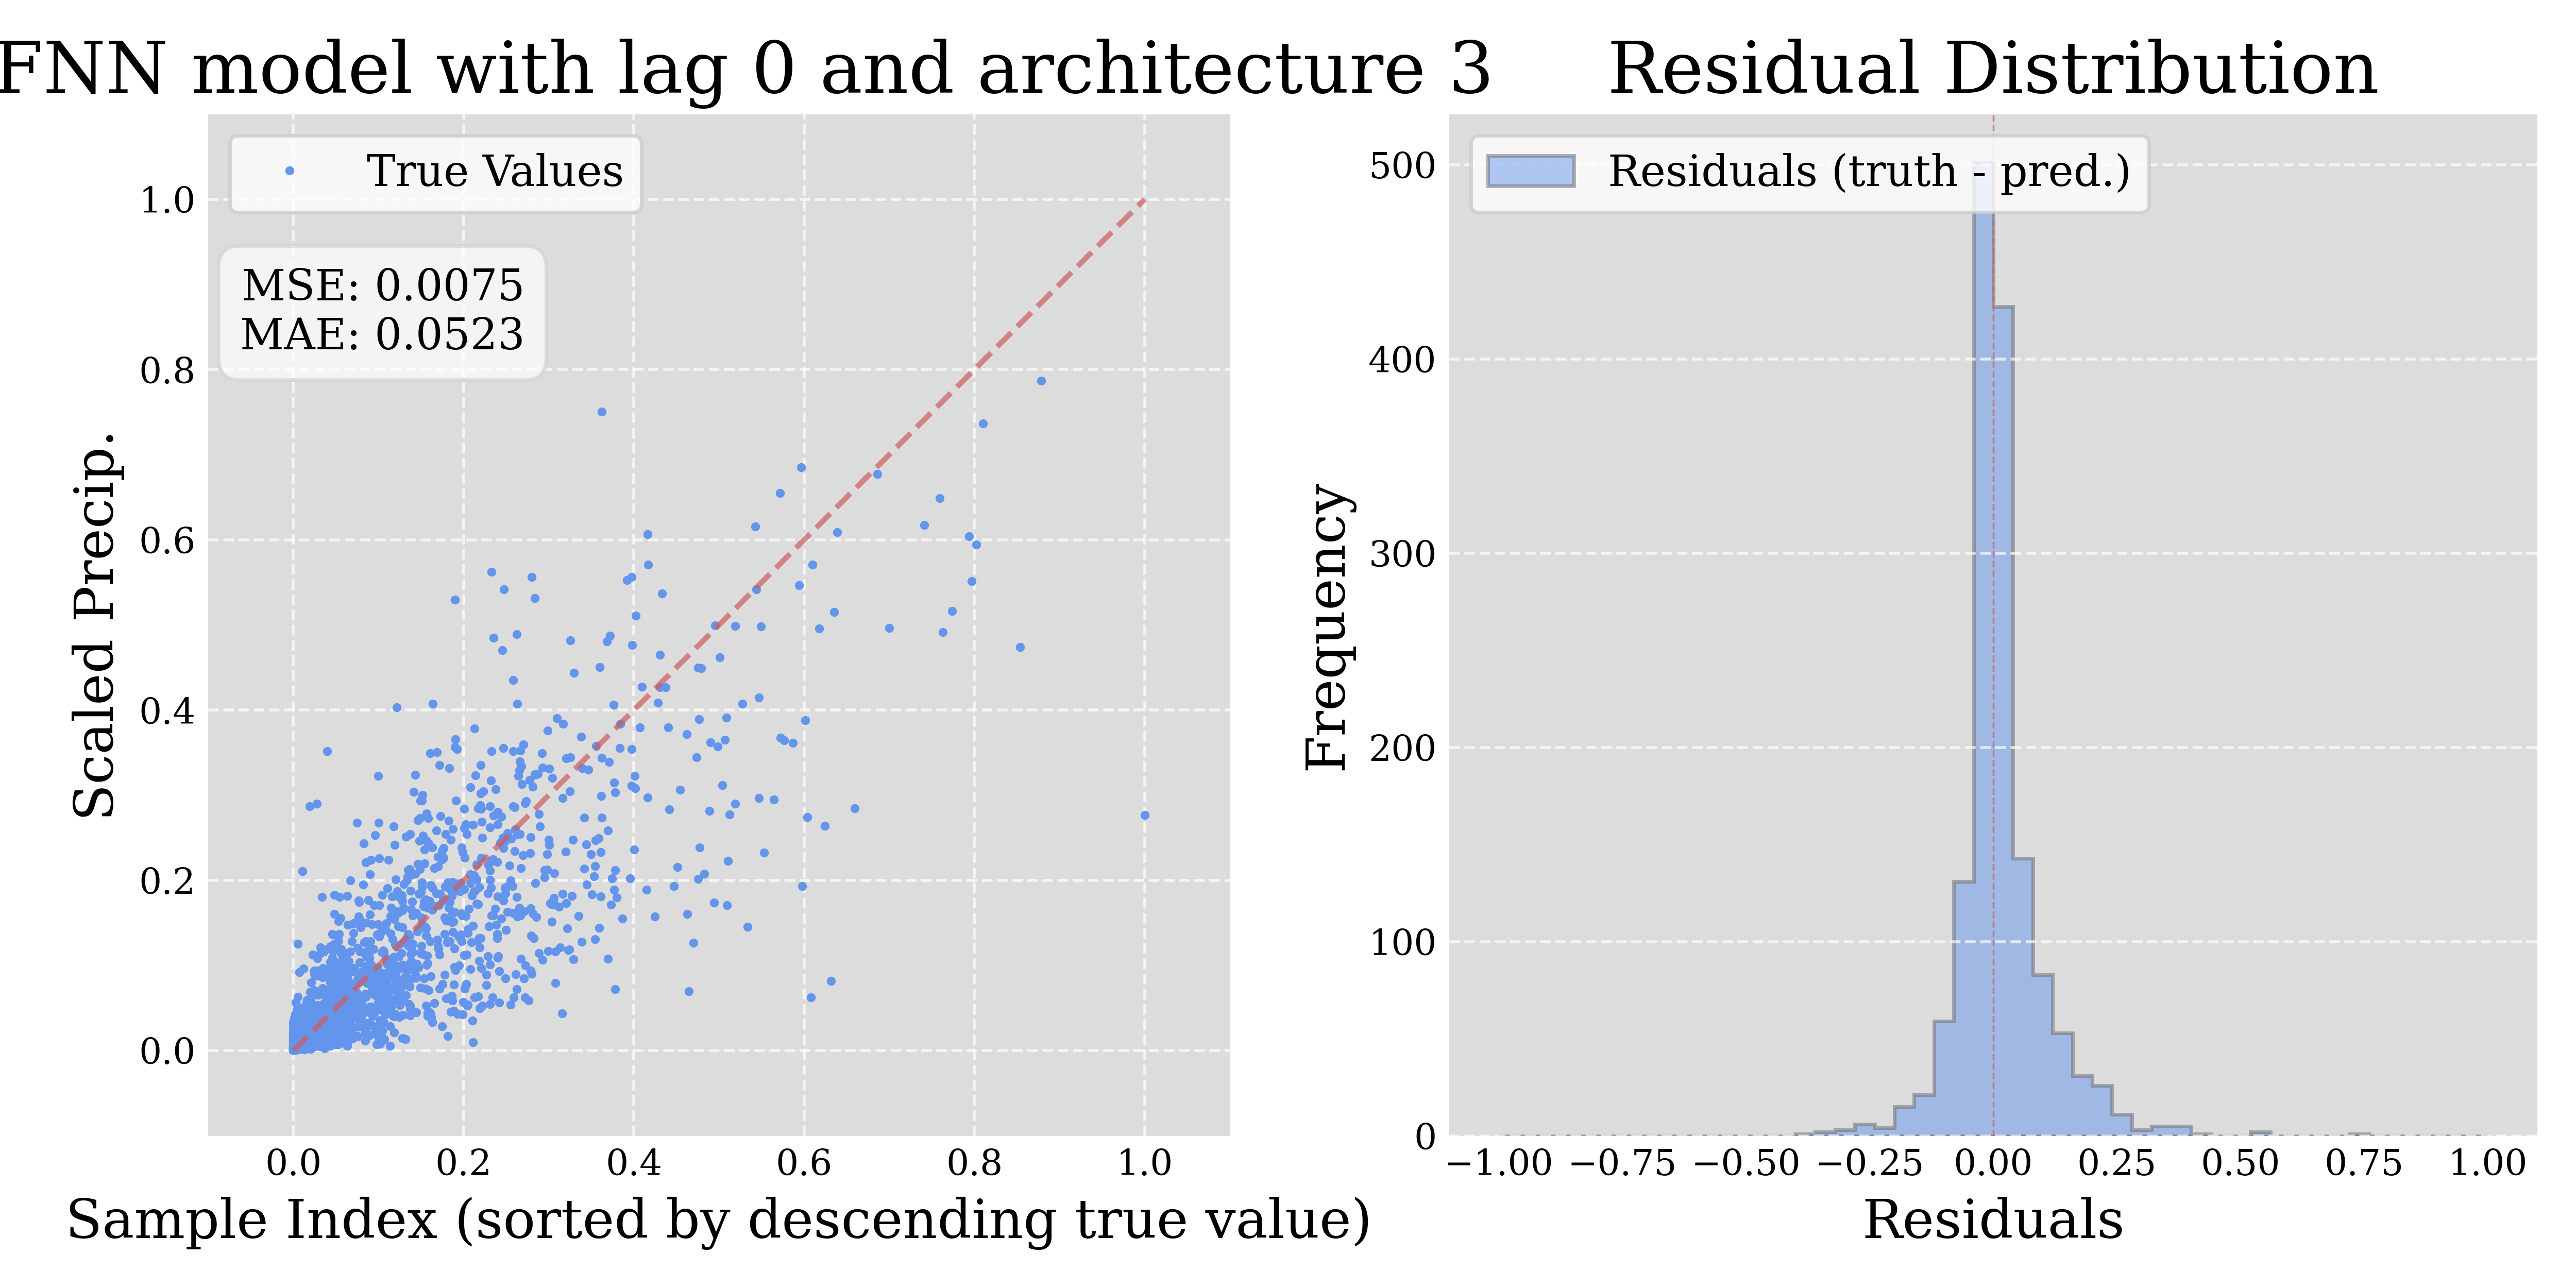 FNN model with lag 0 and architecture 3
True Values
MSE: 0.0075
MAE: 0.0523
Scaled Precip.
1.0
0.8
0.6
0.4
0.2
0.0
0.0 0.2 0.4 0.6 0.8 1.0
Sample Index (sorted by descending true value)
Residual Distribution
Residuals (truth - pred.)
Frequency
500
400
300
200
100
0
−1.00 −0.75 −0.50 −0.25 0.00 0.25 0.50 0.75 1.00
Residuals